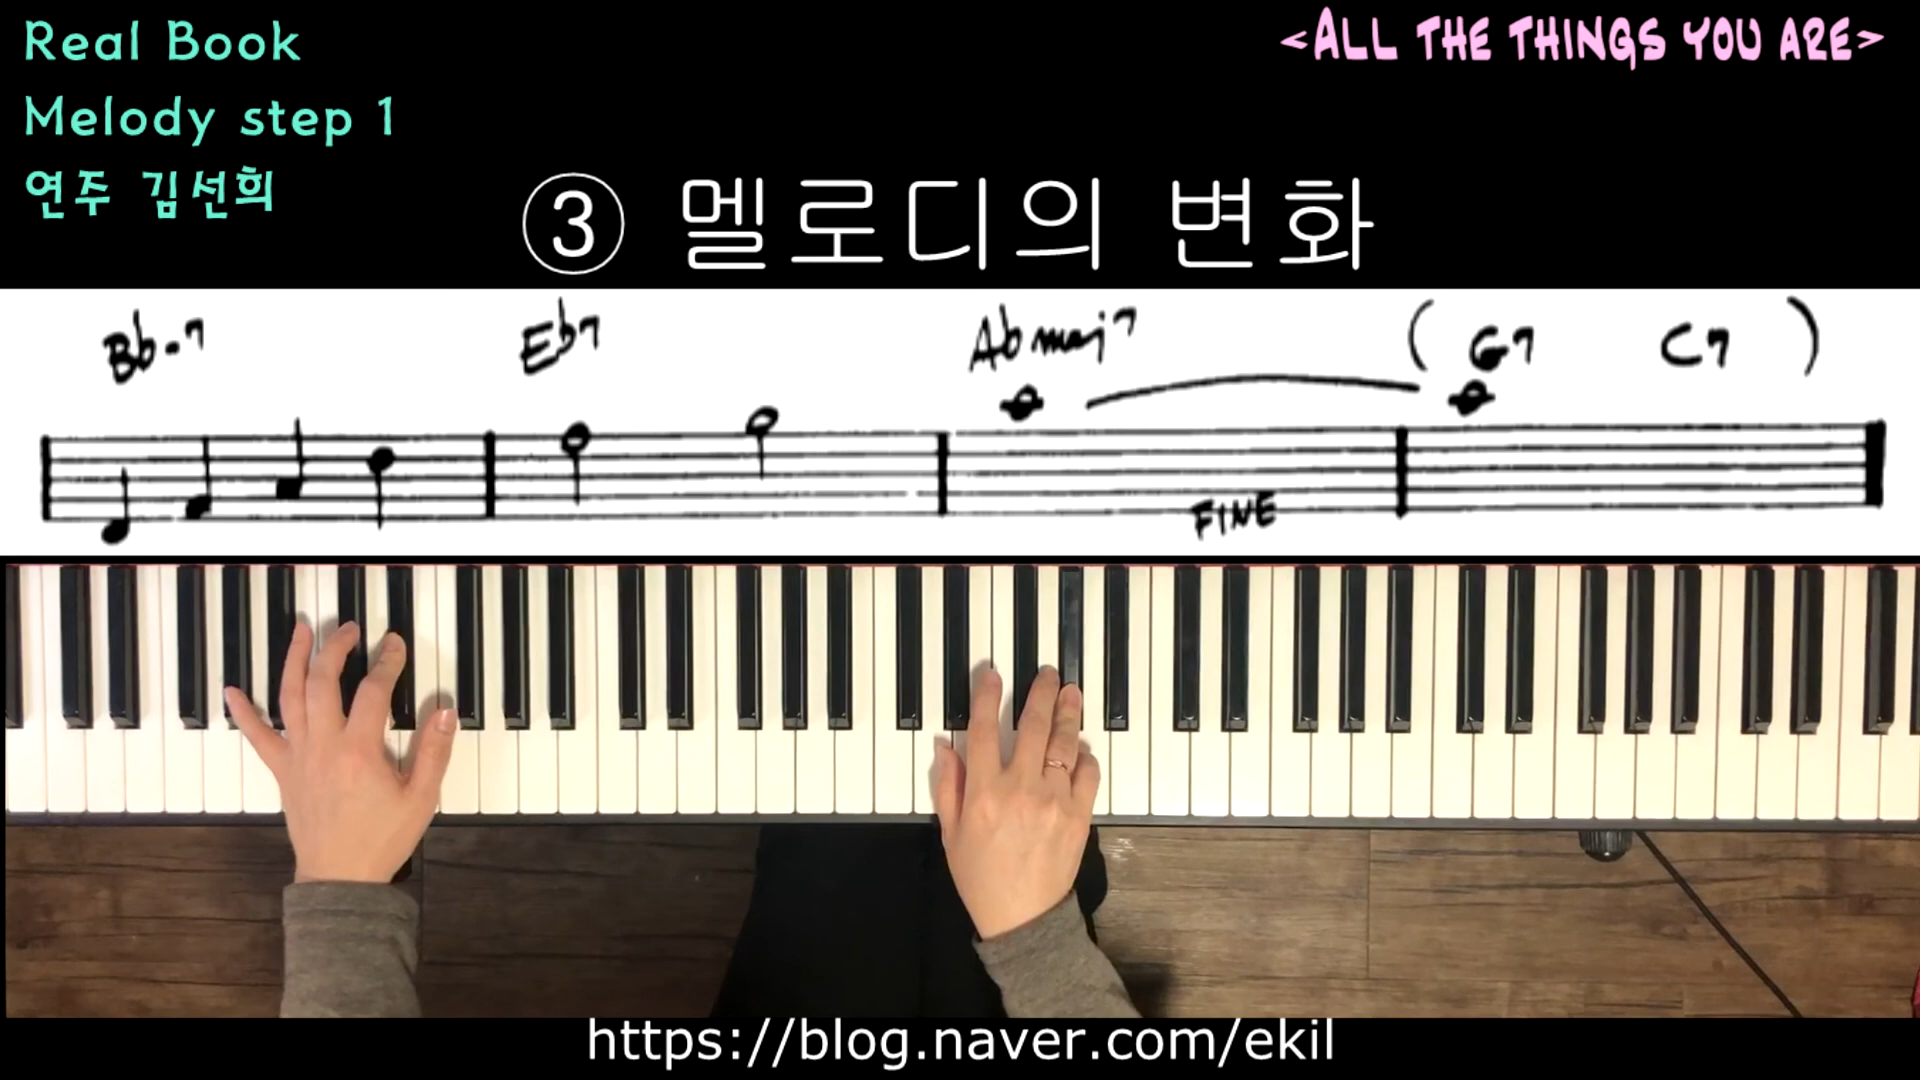 Real Book
<ALL THE THINGS YOU ARE>
Melody step 1
연주 김선희
③ 멜로디의 변화
Bb-7 Eb7 Abmaj7 ( G7 C7 )
FINE
https://blog.naver.com/ekil